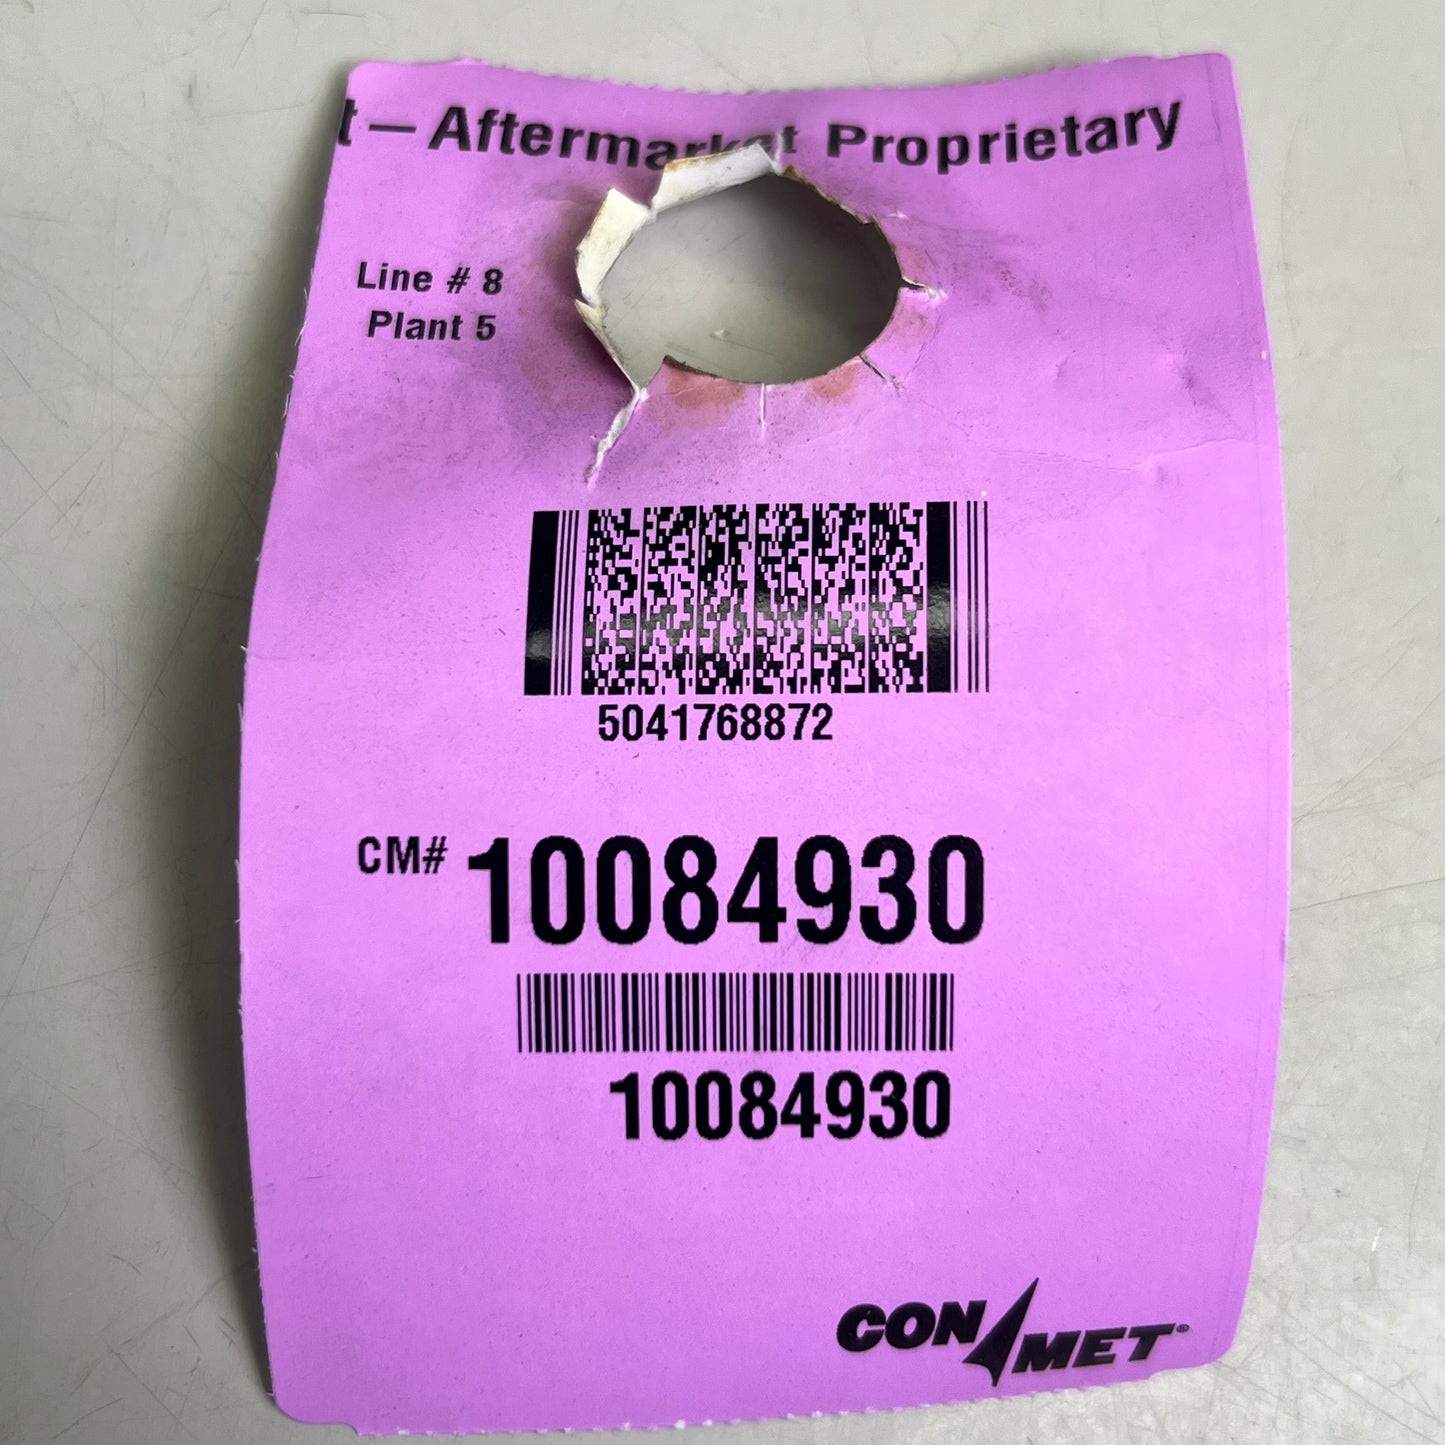 t – Aftermarket Proprietary
Line # 8
Plant 5
5041768872
CM# 10084930
10084930
CONMET®